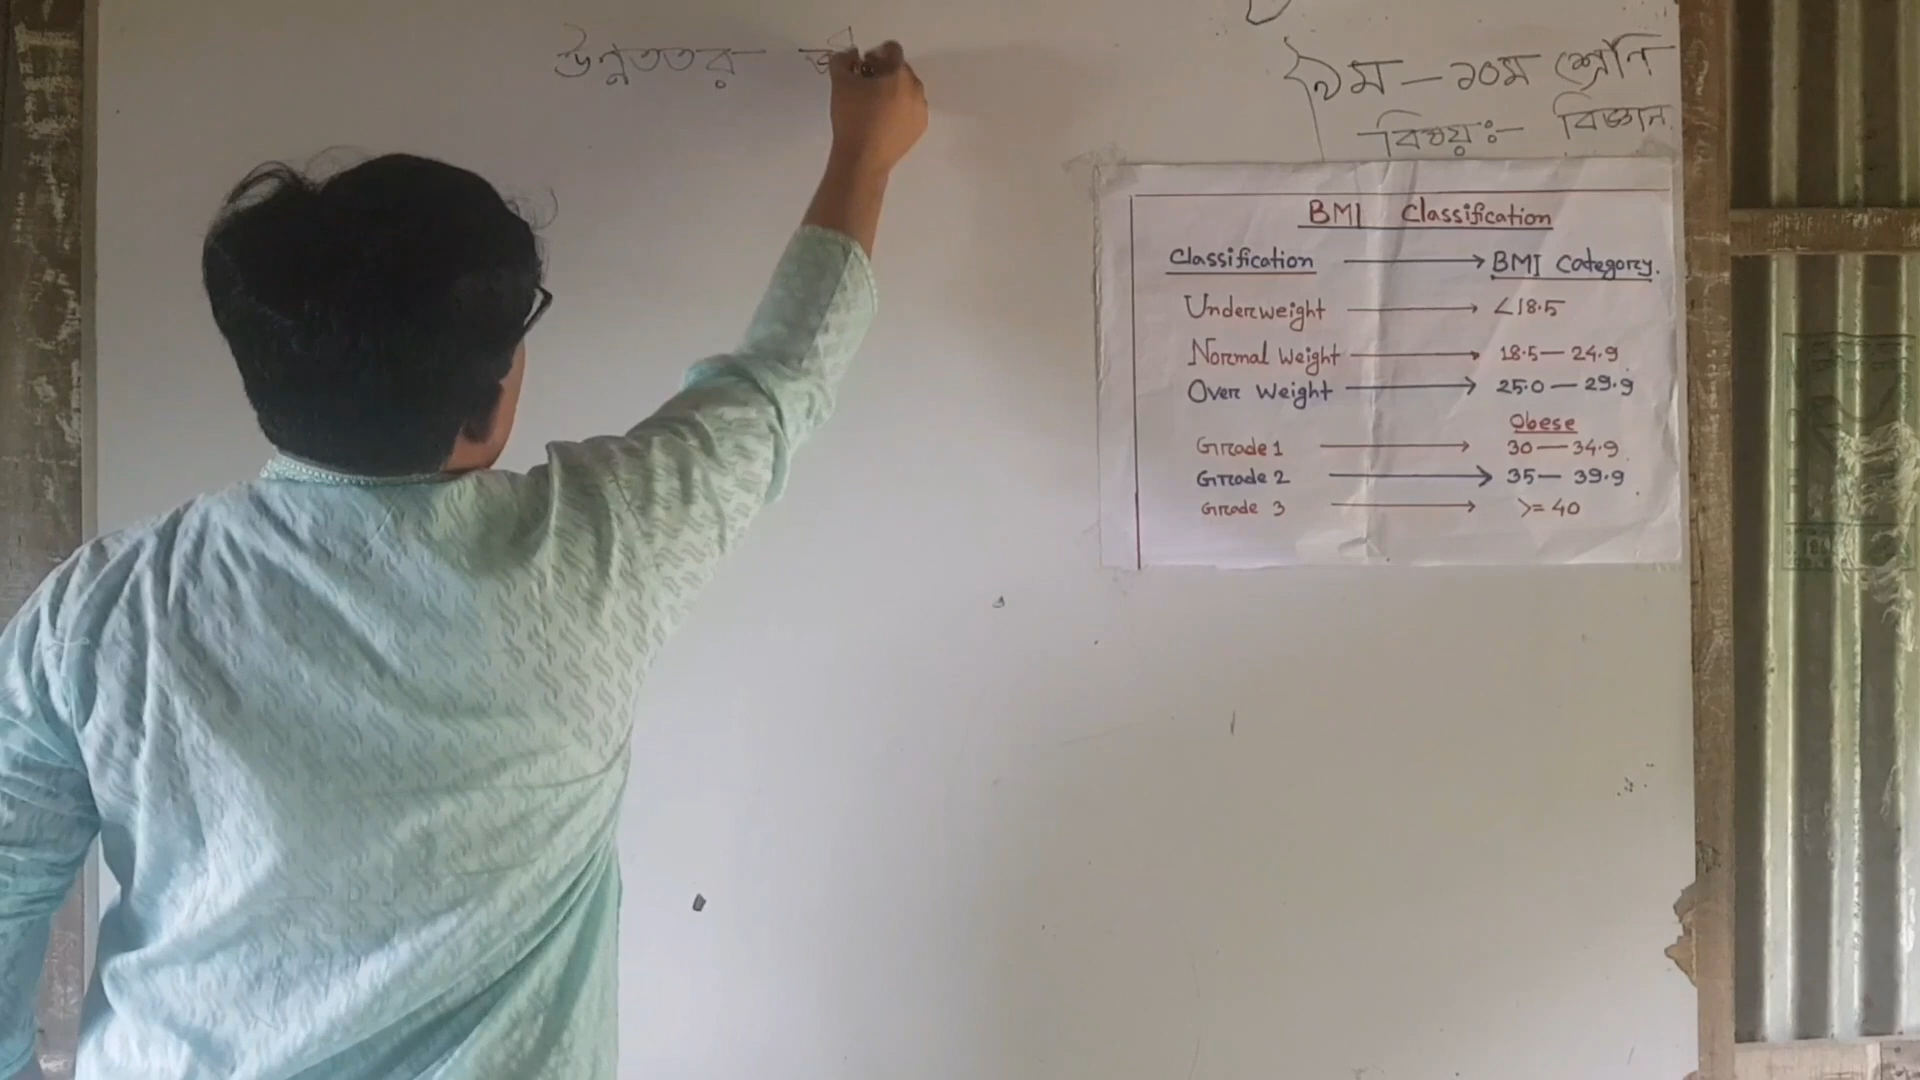 উন্নততর
৯ম - ১০ম শ্রেনি
বিষয়ঃ- বিজ্ঞান
BMI Classification
Classification → BMI Category.
Underweight → <18.5
Normal Weight → 18.5 - 24.9
Over Weight → 25.0 - 29.9
Obese
Grade 1 → 30 - 34.9
Grade 2 → 35 - 39.9
Grade 3 → >= 40